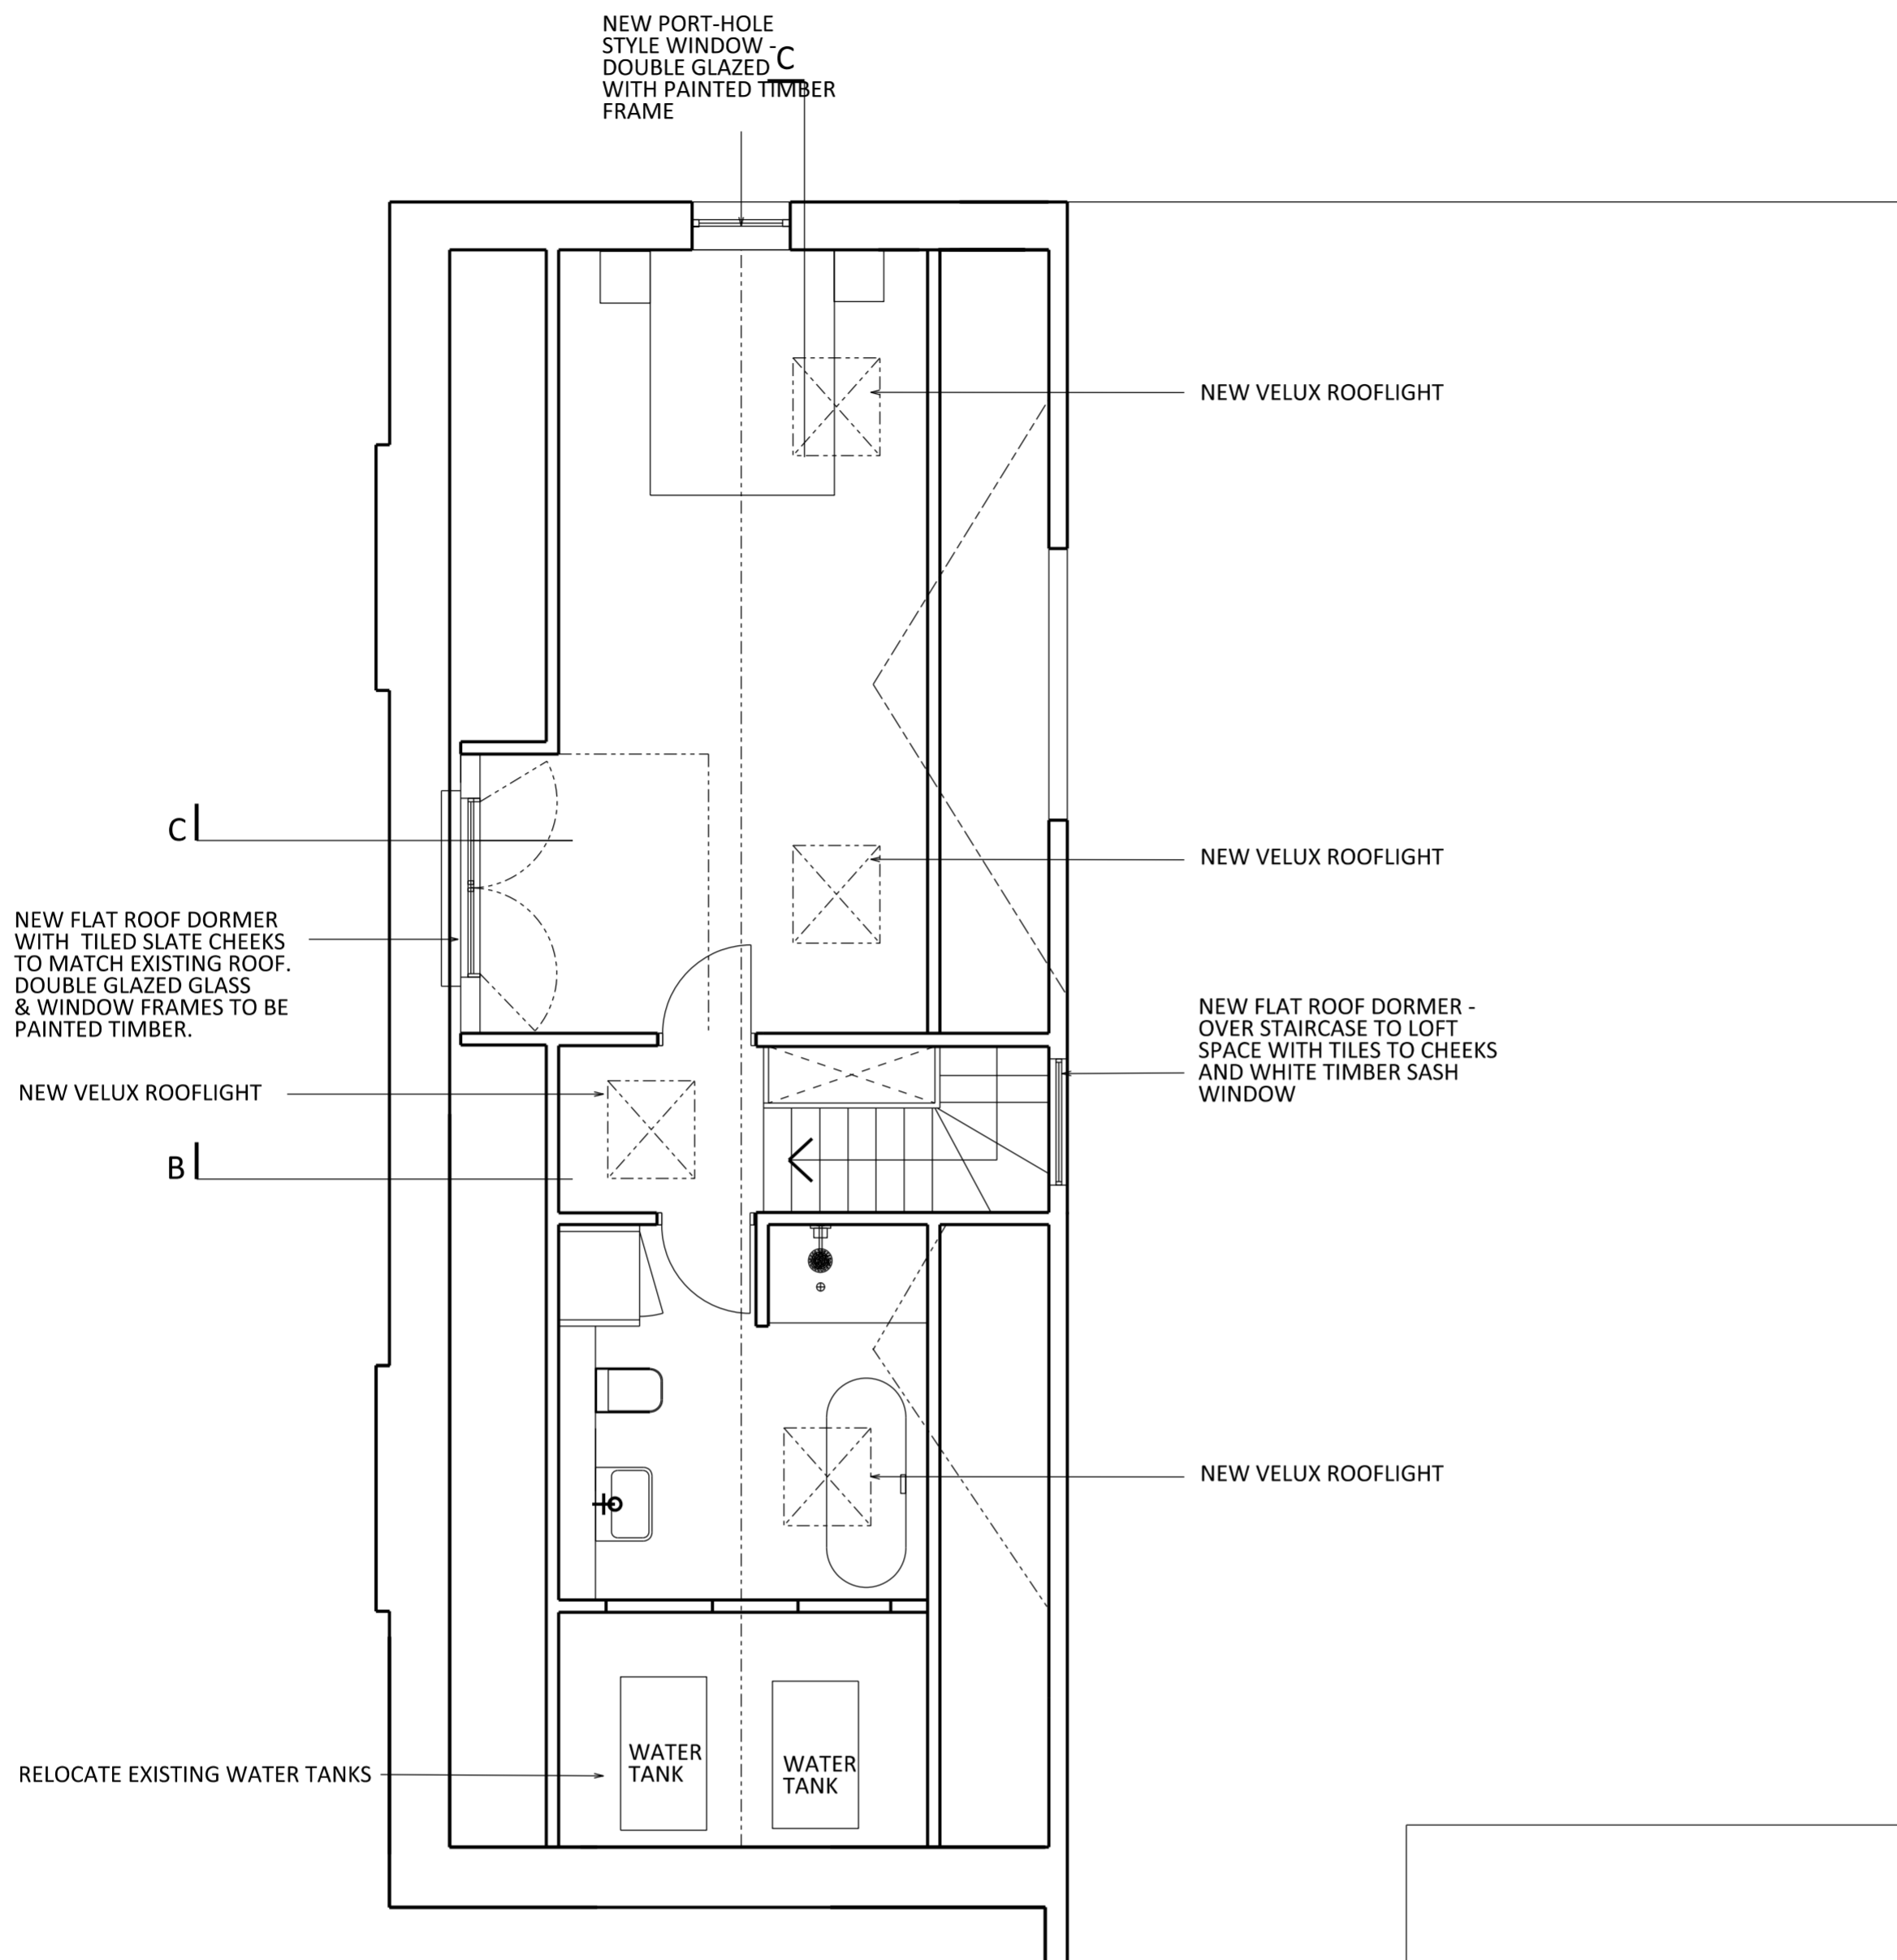 NEW PORT-HOLE
STYLE WINDOW -
DOUBLE GLAZED
WITH PAINTED TIMBER
FRAME
C
NEW VELUX ROOFLIGHT
C
NEW VELUX ROOFLIGHT
NEW FLAT ROOF DORMER
WITH TILED SLATE CHEEKS
TO MATCH EXISTING ROOF.
DOUBLE GLAZED GLASS
& WINDOW FRAMES TO BE
PAINTED TIMBER.
NEW FLAT ROOF DORMER -
OVER STAIRCASE TO LOFT
SPACE WITH TILES TO CHEEKS
AND WHITE TIMBER SASH
WINDOW
NEW VELUX ROOFLIGHT
B
NEW VELUX ROOFLIGHT
RELOCATE EXISTING WATER TANKS
WATER
TANK
WATER
TANK